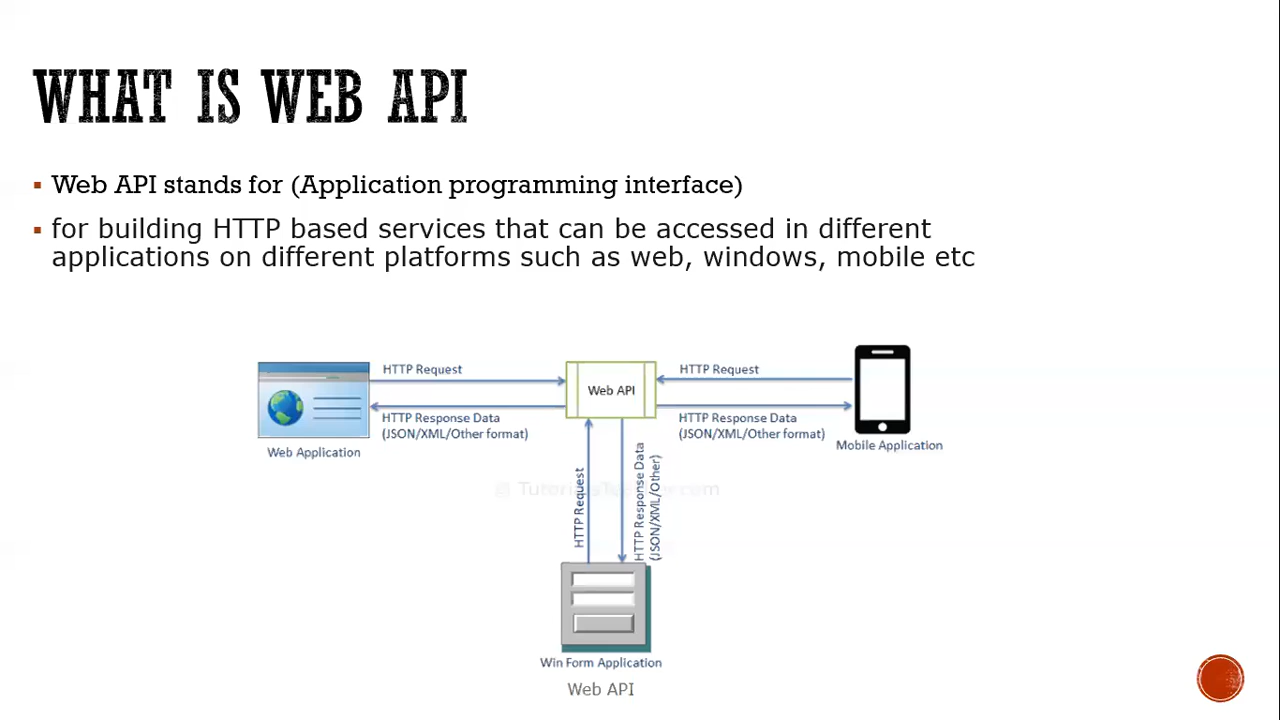 WHAT IS WEB API
Web API stands for (Application programming interface)
for building HTTP based services that can be accessed in different
applications on different platforms such as web, windows, mobile etc
HTTP Request
HTTP Response Data
(JSON/XML/Other format)
Web Application
Web API
HTTP Request
HTTP Response Data
(JSON/XML/Other format)
Mobile Application
HTTP Request
HTTP Response Data
(JSON/XML/Other)
Win Form Application
Web API